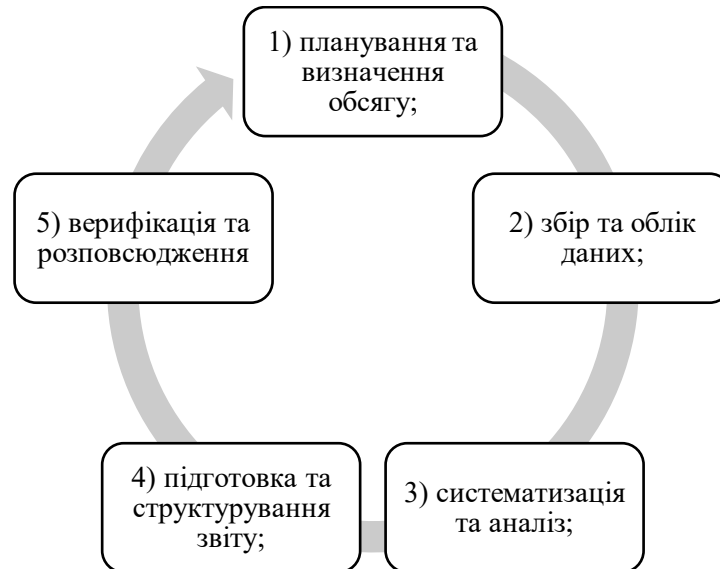 1) планування та
визначення
обсягу;
2) збір та облік
даних;
3) систематизація
та аналіз;
4) підготовка та
структурування
звіту;
5) верифікація та
розповсюдження